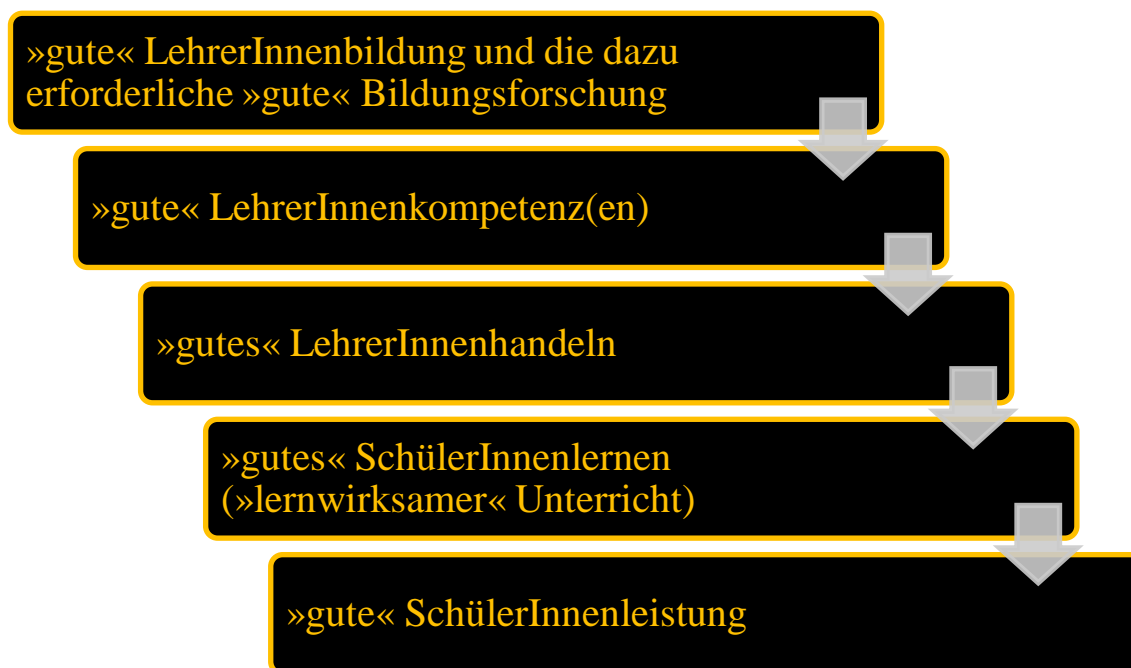 »gute« LehrerInnenbildung und die dazu
erforderliche »gute« Bildungsforschung
»gute« LehrerInnenkompetenz(en)
»gutes« LehrerInnenhandeln
»gutes« SchülerInnenlernen
(»lernwirksamer« Unterricht)
»gute« SchülerInnenleistung